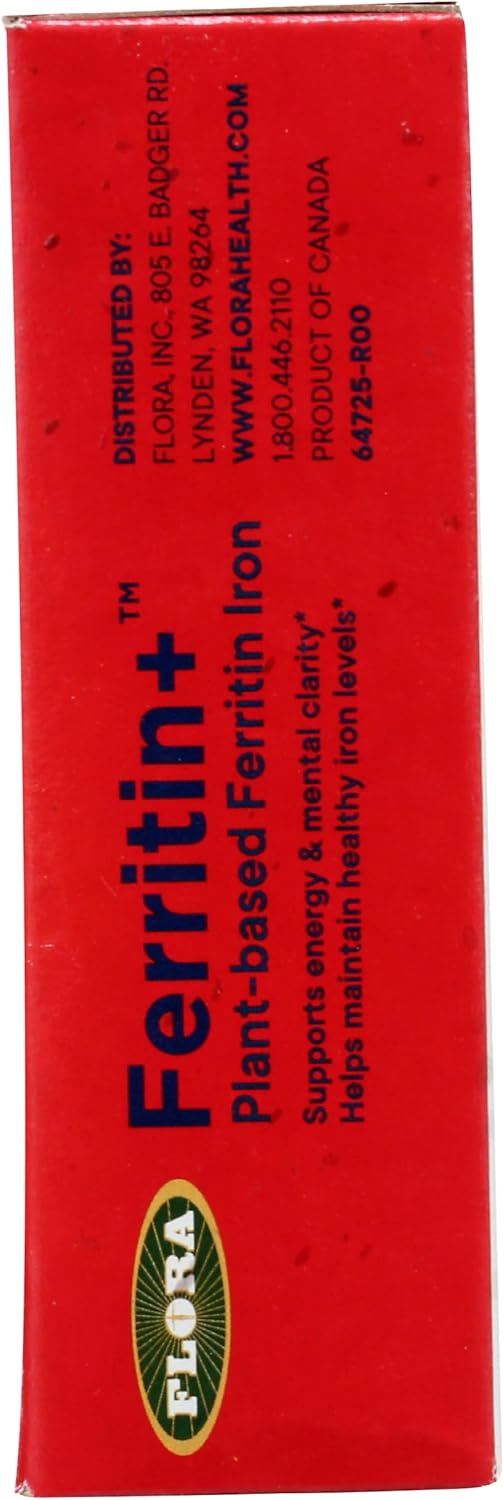 FLORA
Ferritin+™
Plant-based Ferritin Iron
Supports energy & mental clarity*
Helps maintain healthy iron levels*
DISTRIBUTED BY:
FLORA, INC., 805 E. BADGER RD.
LYNDEN, WA 98264
WWW.FLORAHEALTH.COM
1.800.446.2110
PRODUCT OF CANADA
64725-R00